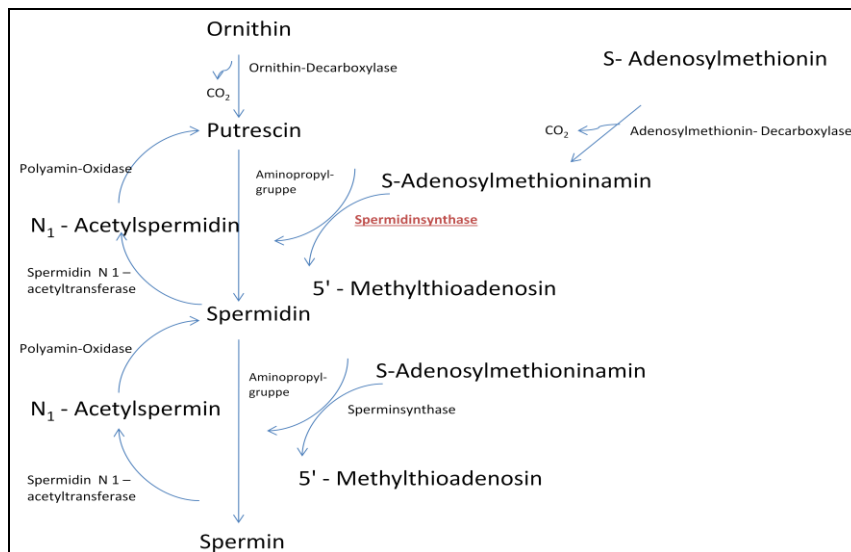 Ornithin
S- Adenosylmethionin
Ornithin-Decarboxylase
CO2
CO2
Adenosylmethionin- Decarboxylase
Putrescin
Polyamin-Oxidase
Aminopropyl-
gruppe
S-Adenosylmethioninamin
N1 - Acetylspermidin
Spermidinsynthase
Spermidin N 1 –
acetyltransferase
5' - Methylthioadenosin
Spermidin
Polyamin-Oxidase
Aminopropyl-
gruppe
S-Adenosylmethioninamin
N1 - Acetylspermin
Sperminsynthase
Spermidin N 1 –
acetyltransferase
5' - Methylthioadenosin
Spermin